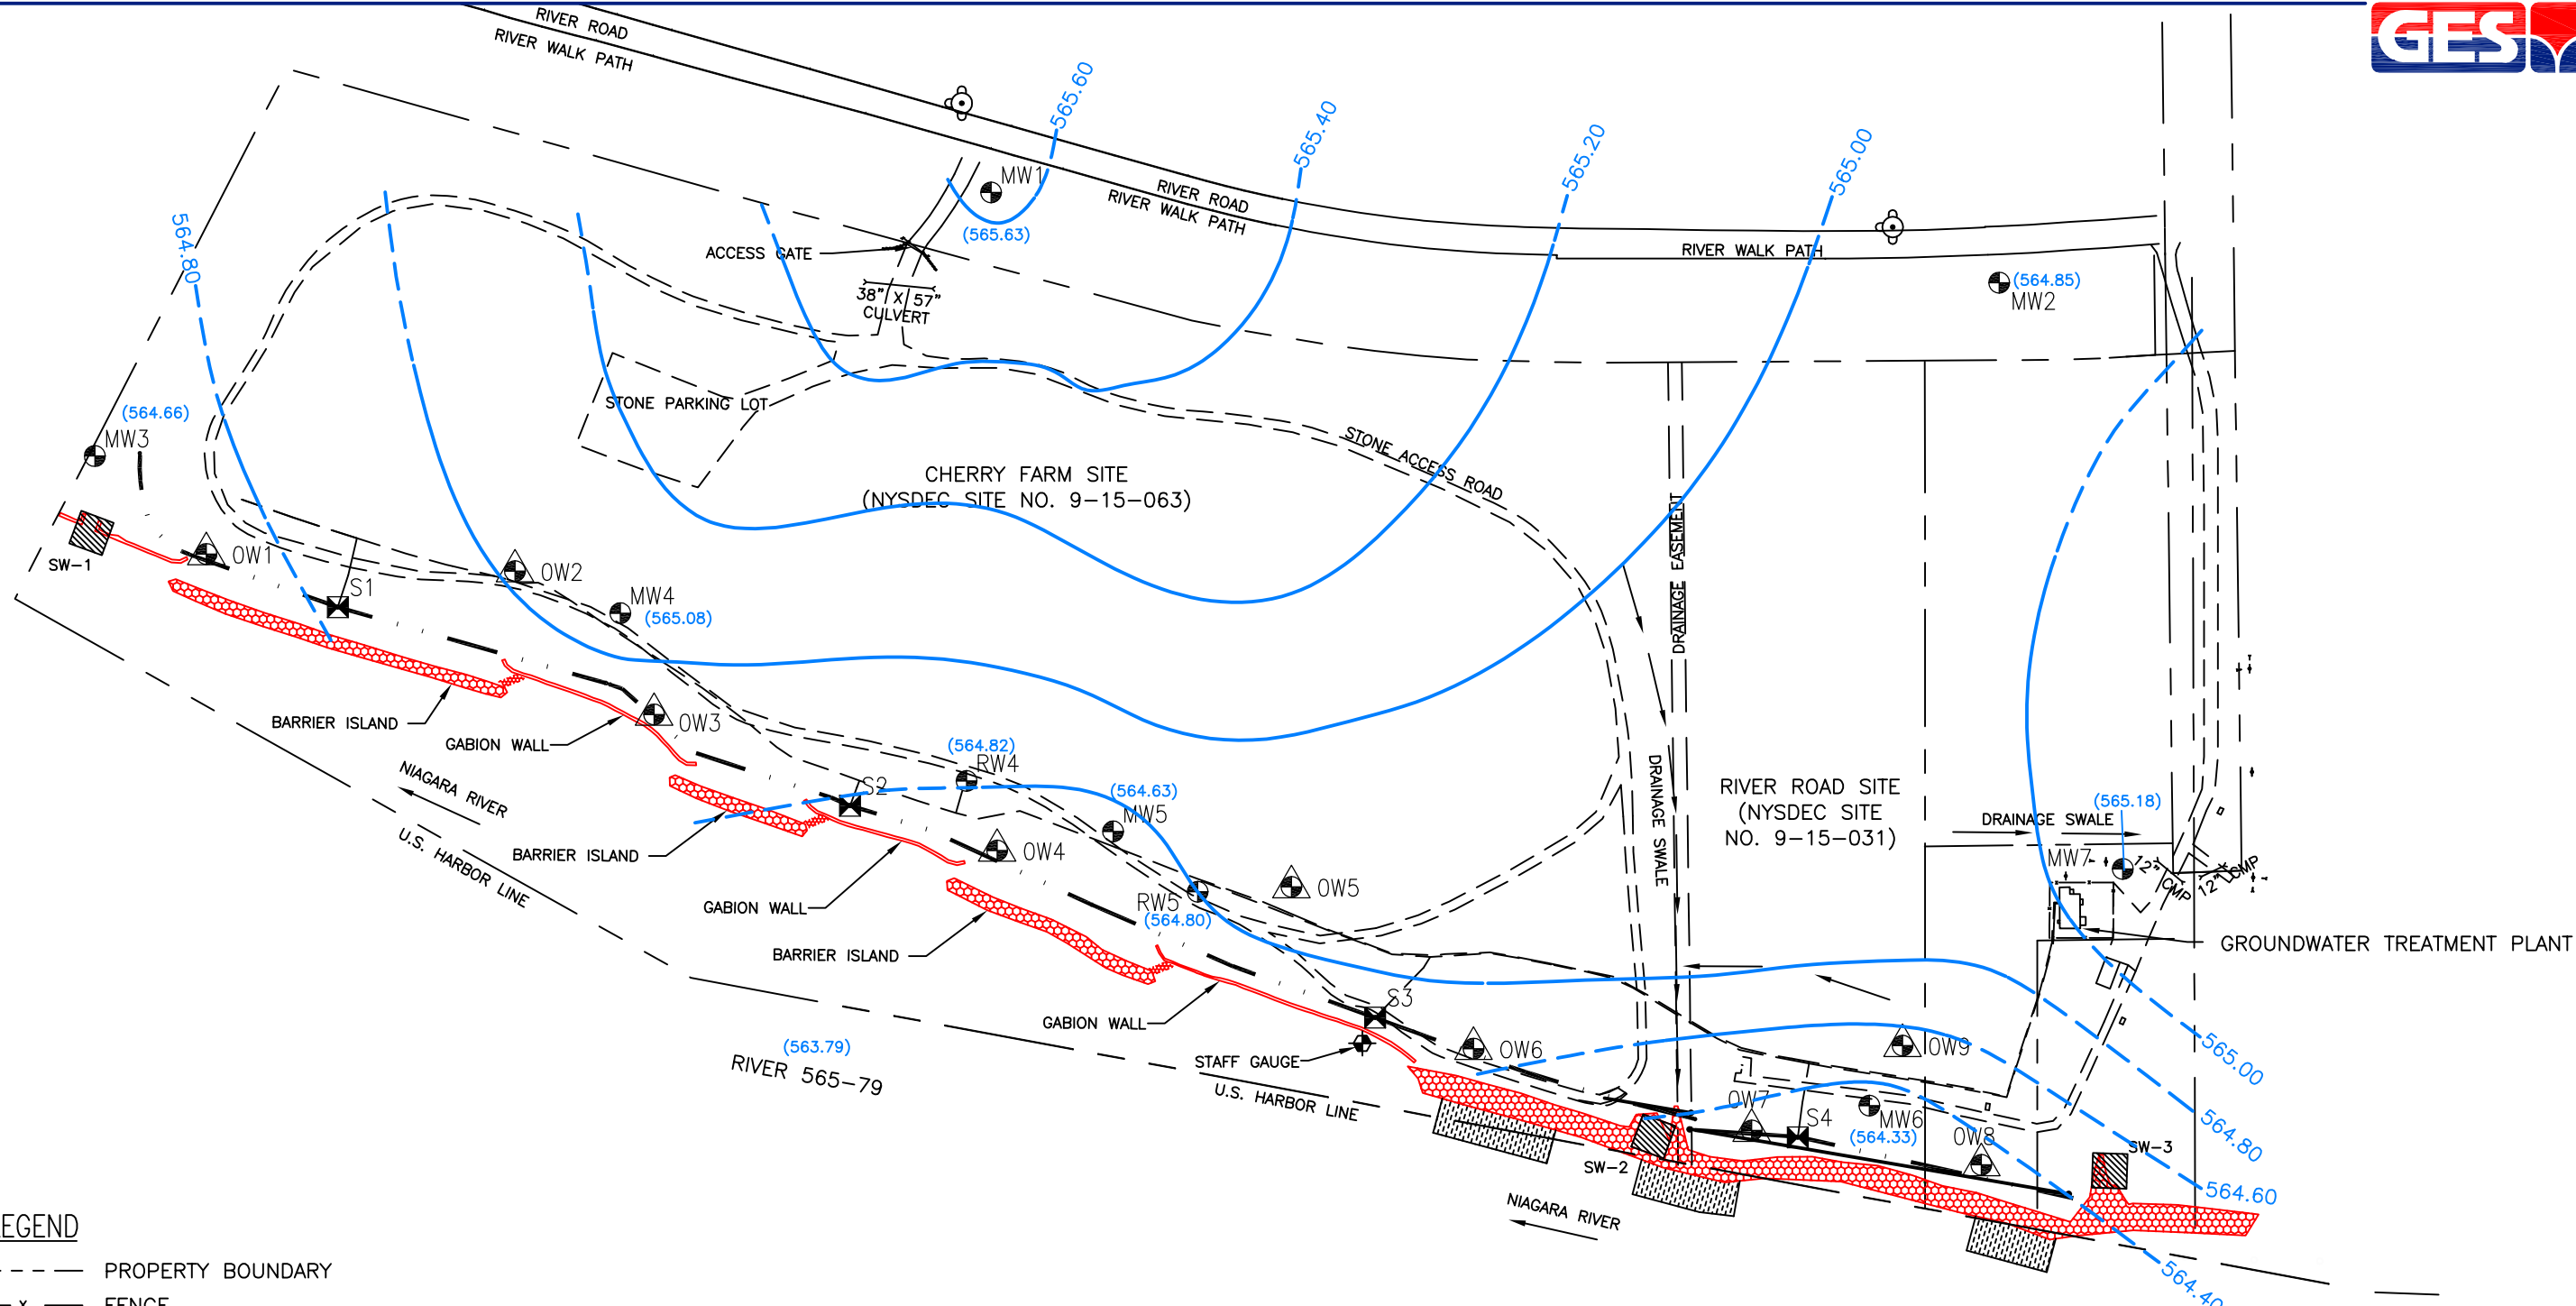 GES
RIVER ROAD
RIVER WALK PATH
565.60
565.40
565.20
565.00
564.80
MW1
(565.63)
RIVER ROAD
RIVER WALK PATH
ACCESS GATE
38" X 57"
CULVERT
RIVER WALK PATH
(564.85)
MW2
(564.66)
MW3
STONE PARKING LOT
STONE ACCESS ROAD
CHERRY FARM SITE
(NYSDEC SITE NO. 9-15-063)
DRAINAGE EASEMENT
SW-1
OW1
S1
OW2
MW4
(565.08)
OW3
BARRIER ISLAND
GABION WALL
NIAGARA RIVER
U.S. HARBOR LINE
S2
(564.82)
RW4
(564.63)
MW5
OW4
BARRIER ISLAND
GABION WALL
RW5
(564.80)
OW5
BARRIER ISLAND
GABION WALL
DRAINAGE SWALE
RIVER ROAD SITE
(NYSDEC SITE
NO. 9-15-031)
(565.18)
DRAINAGE SWALE
MW7
12" CMP
12" CMP
GROUNDWATER TREATMENT PLANT
S3
STAFF GAUGE
OW6
OW9
(563.79)
RIVER 565-79
U.S. HARBOR LINE
OW7
S4
MW6
(564.33)
OW8
SW-2
SW-3
565.00
564.80
564.60
564.40
NIAGARA RIVER
EGEND
PROPERTY BOUNDARY
x
FENCE